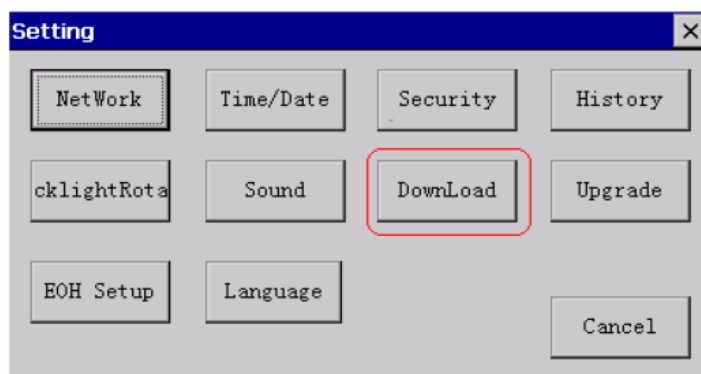 Setting
NetWork Time/Date Security History
cklightRota Sound DownLoad Upgrade
EOH Setup Language
Cancel